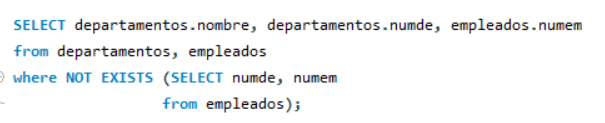 SELECT departamentos.nombre, departamentos.numde, empleados.numem
from departamentos, empleados
where NOT EXISTS (SELECT numde, numem
from empleados);